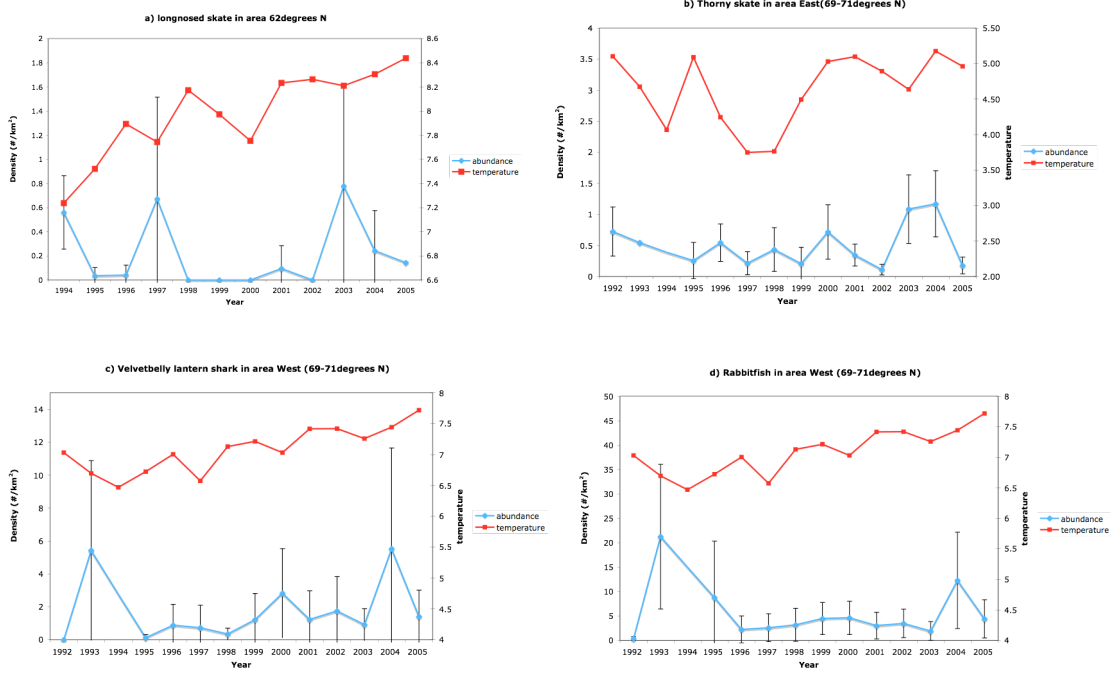 a) longnosed skate in area 62degrees N
2
1.8
1.6
1.4
1.2
1
0.8
0.6
0.4
0.2
0
Density (#/km²)
8.6
8.4
8.2
8
7.8
7.6
7.4
7.2
7
6.8
6.6
1994 1995 1996 1997 1998 1999 2000 2001 2002 2003 2004 2005
Year
abundance
temperature
b) Thorny skate in area East(69-71degrees N)
4
3.5
3
2.5
2
1.5
1
0.5
0
Density (#/km²)
5.50
5.00
4.50
4.00
3.50
3.00
2.50
2.00
temperature
1992 1993 1994 1995 1996 1997 1998 1999 2000 2001 2002 2003 2004 2005
Year
abundance
temperature
c) Velvetbelly lantern shark in area West (69-71degrees N)
14
12
10
8
6
4
2
0
Density (#/km²)
8
7.5
7
6.5
6
5.5
5
4.5
4
temperature
1992 1993 1994 1995 1996 1997 1998 1999 2000 2001 2002 2003 2004 2005
Year
abundance
temperature
d) Rabbitfish in area West (69-71degrees N)
50
45
40
35
30
25
20
15
10
5
0
Density (#/km²)
8
7.5
7
6.5
6
5.5
5
4.5
4
temperature
1992 1993 1994 1995 1996 1997 1998 1999 2000 2001 2002 2003 2004 2005
Year
abundance
temperature